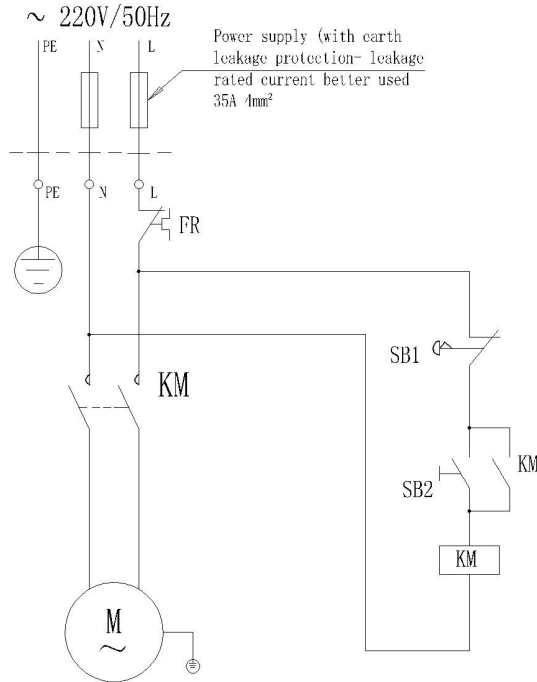 ~ 220V/50Hz
PE N L
Power supply (with earth
leakage protection- leakage
rated current better used
35A 4mm²
PE N L
FR
SB1
KM
SB2
KM
KM
M
~